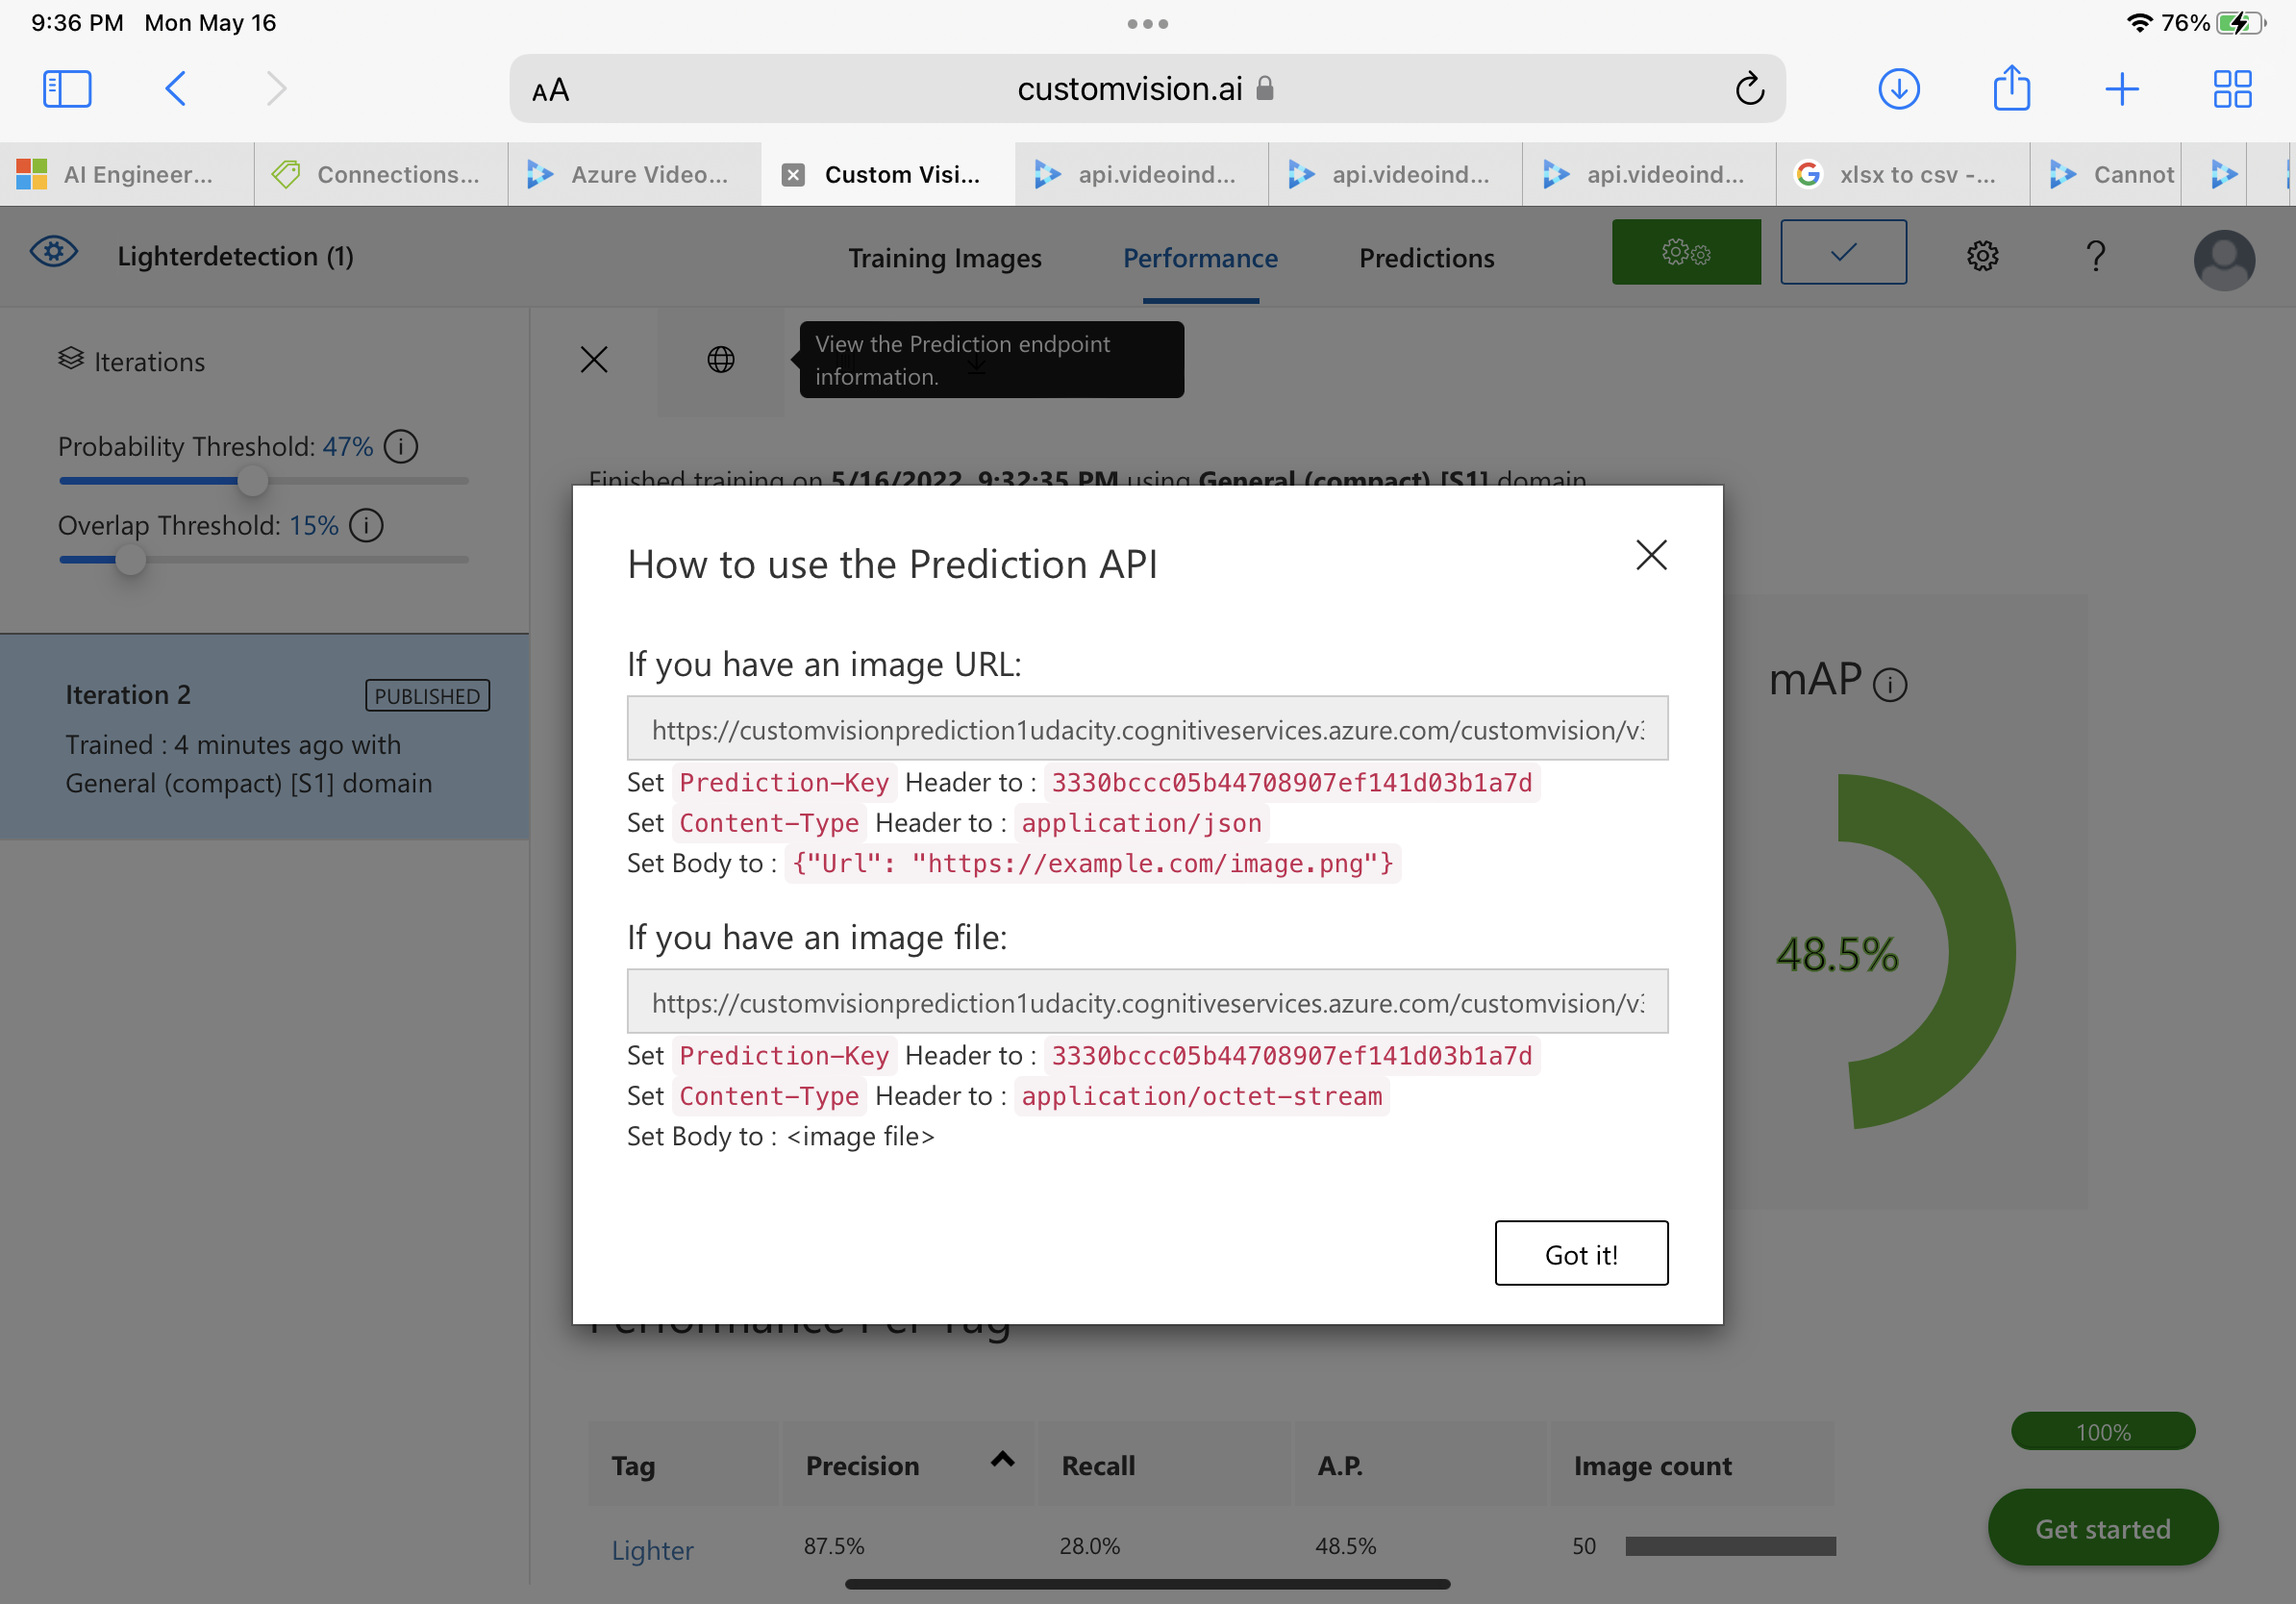 9:36 PM Mon May 16
76%
AA
customvision.ai
AI Engineer...
Connections...
Azure Video...
Custom Visi...
api.videoind...
api.videoind...
api.videoind...
xlsx to csv -...
Cannot
Lighterdetection (1)
Training Images
Performance
Predictions
?
Iterations
View the Prediction endpoint
information.
Probability Threshold: 47%
Overlap Threshold: 15%
Finished training on 5/16/2022, 9:32:35 PM using General (compact) [S1] domain
Iteration 2
PUBLISHED
Trained : 4 minutes ago with
General (compact) [S1] domain
How to use the Prediction API
If you have an image URL:
https://customvisionprediction1udacity.cognitiveservices.azure.com/customvision/v3
Set Prediction-Key Header to : 3330bccc05b44708907ef141d03b1a7d
Set Content-Type Header to : application/json
Set Body to : {"Url": "https://example.com/image.png"}
If you have an image file:
https://customvisionprediction1udacity.cognitiveservices.azure.com/customvision/v3
Set Prediction-Key Header to : 3330bccc05b44708907ef141d03b1a7d
Set Content-Type Header to : application/octet-stream
Set Body to : <image file>
Got it!
mAP
48.5%
Performance Per Tag
Tag
Precision
Recall
A.P.
Image count
Lighter
87.5%
28.0%
48.5%
50
100%
Get started